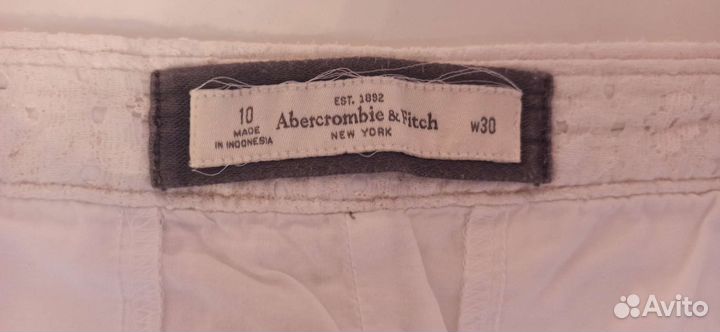 EST. 1892
10 Abercrombie & Fitch W30
MADE NEW YORK
IN INDONESIA
Avito